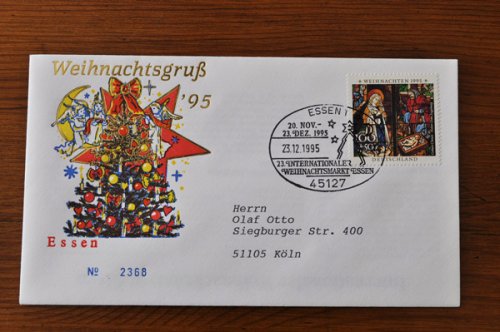 Weihnachtsgruß
'95
Essen
Nº 2368
ESSEN 1
20. NOV.-
23. DEZ. 1995
23.12.1995
23. INTERNATIONALER
WEIHNACHTSMARKT ESSEN
45127
WEIHNACHTEN 1995
DEUTSCHLAND
Herrn
Olaf Otto
Siegburger Str. 400
51105 Köln